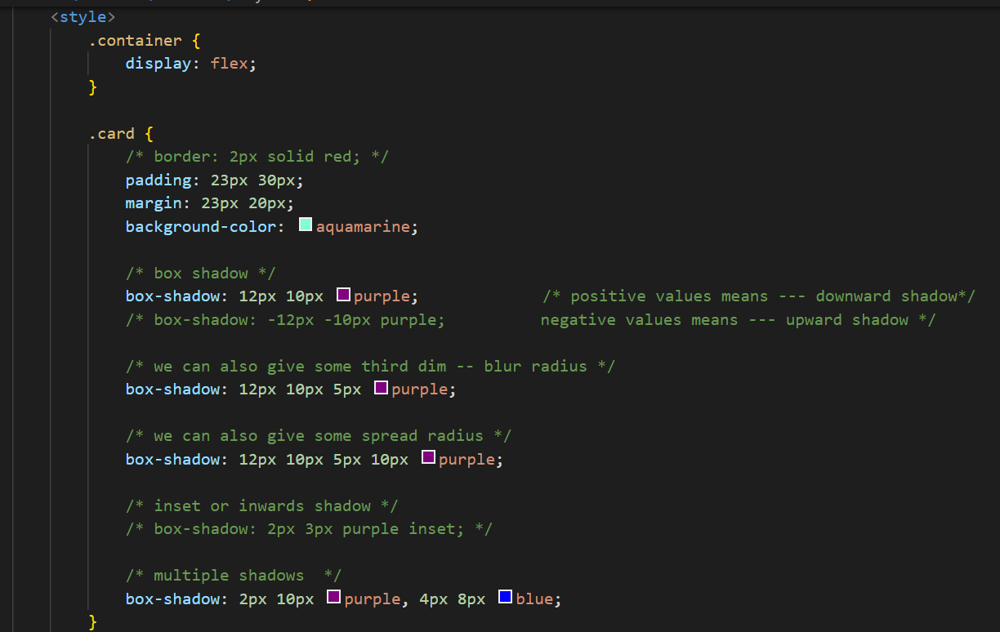 <style>
.container {
display: flex;
}
.card {
/* border: 2px solid red; */
padding: 23px 30px;
margin: 23px 20px;
background-color: aquamarine;
/* box shadow */
box-shadow: 12px 10px purple; /* positive values means --- downward shadow*/
/* box-shadow: -12px -10px purple; negative values means --- upward shadow */
/* we can also give some third dim -- blur radius */
box-shadow: 12px 10px 5px purple;
/* we can also give some spread radius */
box-shadow: 12px 10px 5px 10px purple;
/* inset or inwards shadow */
/* box-shadow: 2px 3px purple inset; */
/* multiple shadows  */
box-shadow: 2px 10px purple, 4px 8px blue;
}